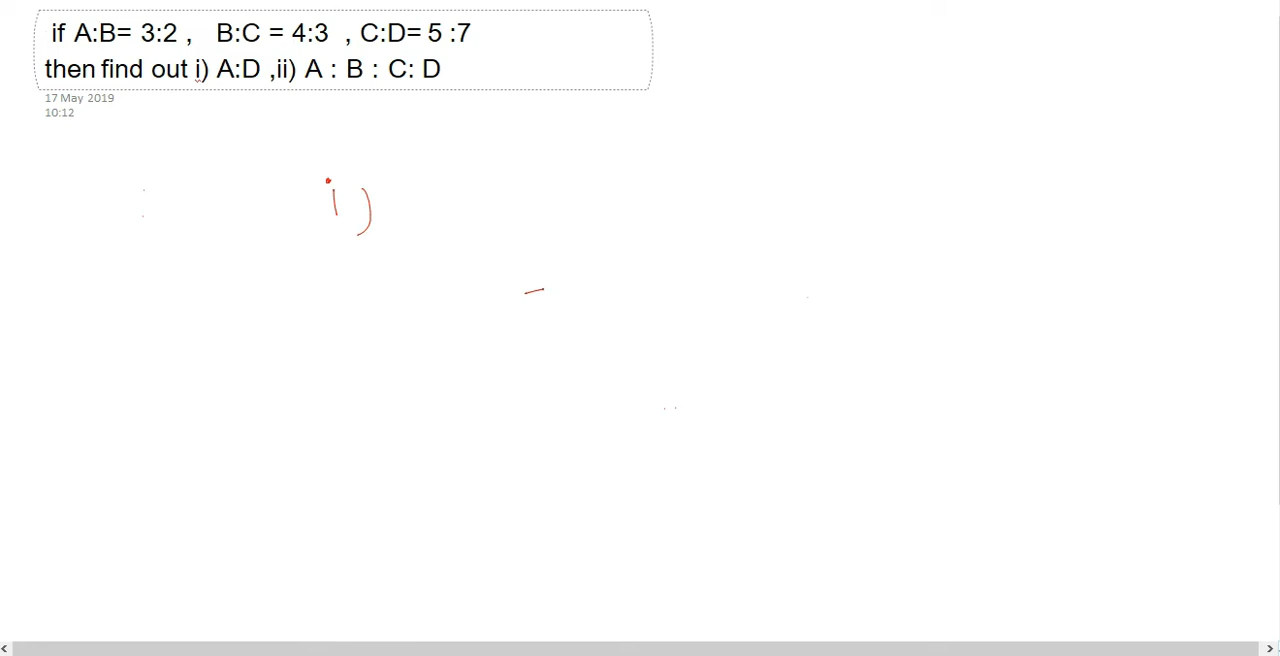 if A:B= 3:2 , B:C = 4:3 , C:D= 5 :7
then find out i) A:D ,ii) A : B : C: D
17 May 2019
10:12
i)